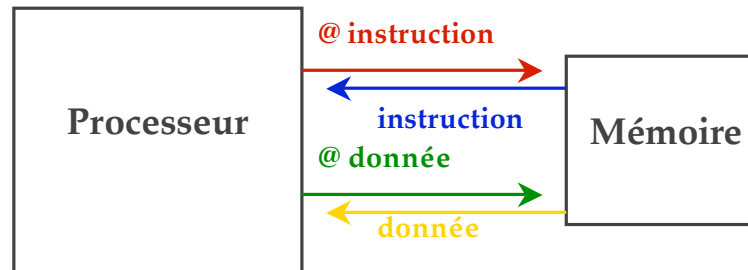 @ instruction
Processeur
instruction
Mémoire
@ donnée
donnée